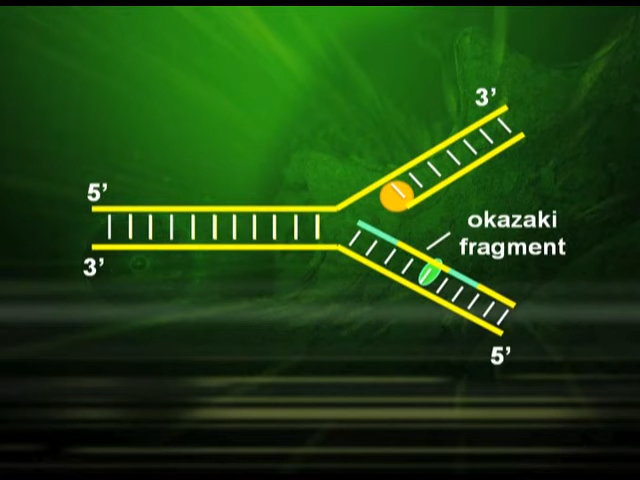 3’
5’
okazaki
fragment
3’
5’